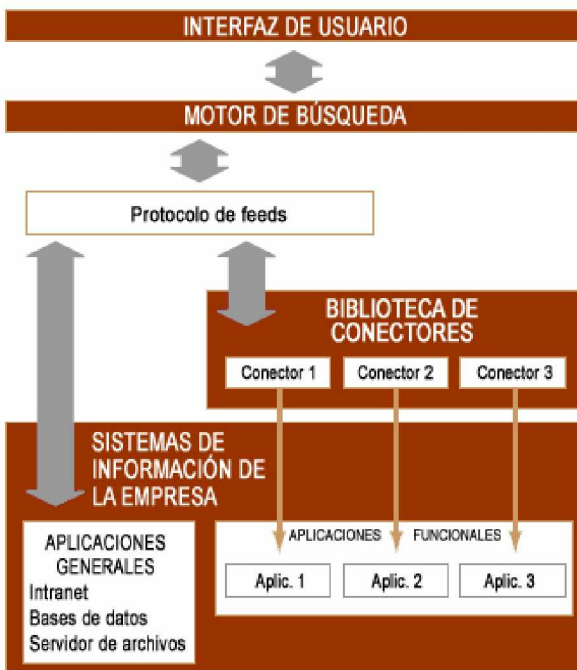 INTERFAZ DE USUARIO
MOTOR DE BÚSQUEDA
Protocolo de feeds
BIBLIOTECA DE
CONECTORES
Conector 1
Conector 2
Conector 3
SISTEMAS DE
INFORMACIÓN DE
LA EMPRESA
APLICACIONES
GENERALES
Intranet
Bases de datos
Servidor de archivos
APLICACIONES FUNCIONALES
Aplic. 1
Aplic. 2
Aplic. 3